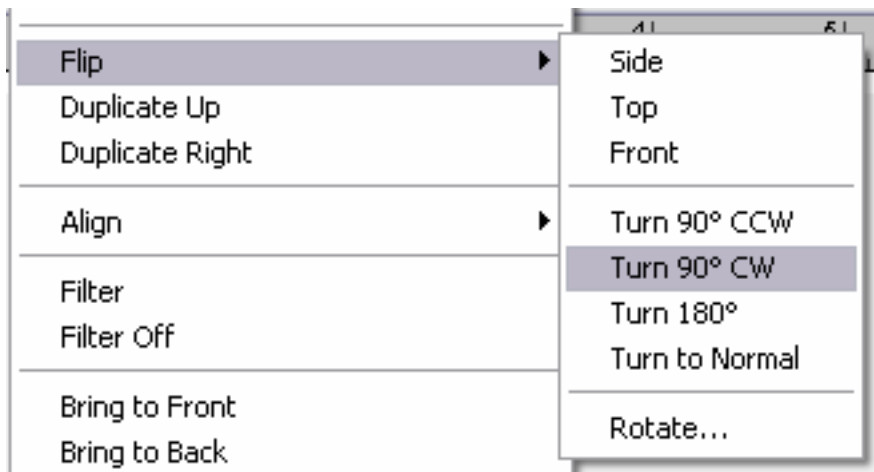 Flip
Duplicate Up
Duplicate Right
Align
Filter
Filter Off
Bring to Front
Bring to Back
Side
Top
Front
Turn 90° CCW
Turn 90° CW
Turn 180°
Turn to Normal
Rotate...